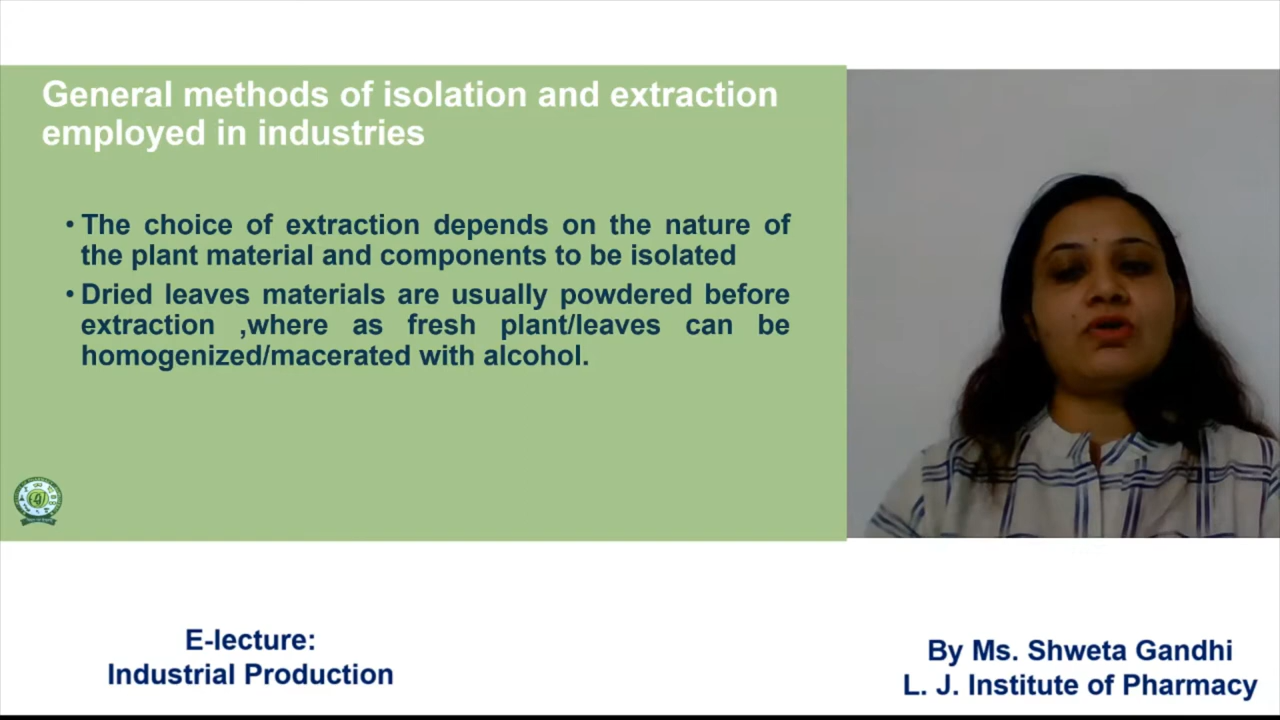 General methods of isolation and extraction
employed in industries
• The choice of extraction depends on the nature of
the plant material and components to be isolated
• Dried leaves materials are usually powdered before
extraction ,where as fresh plant/leaves can be
homogenized/macerated with alcohol.
E-lecture:
Industrial Production
By Ms. Shweta Gandhi
L. J. Institute of Pharmacy